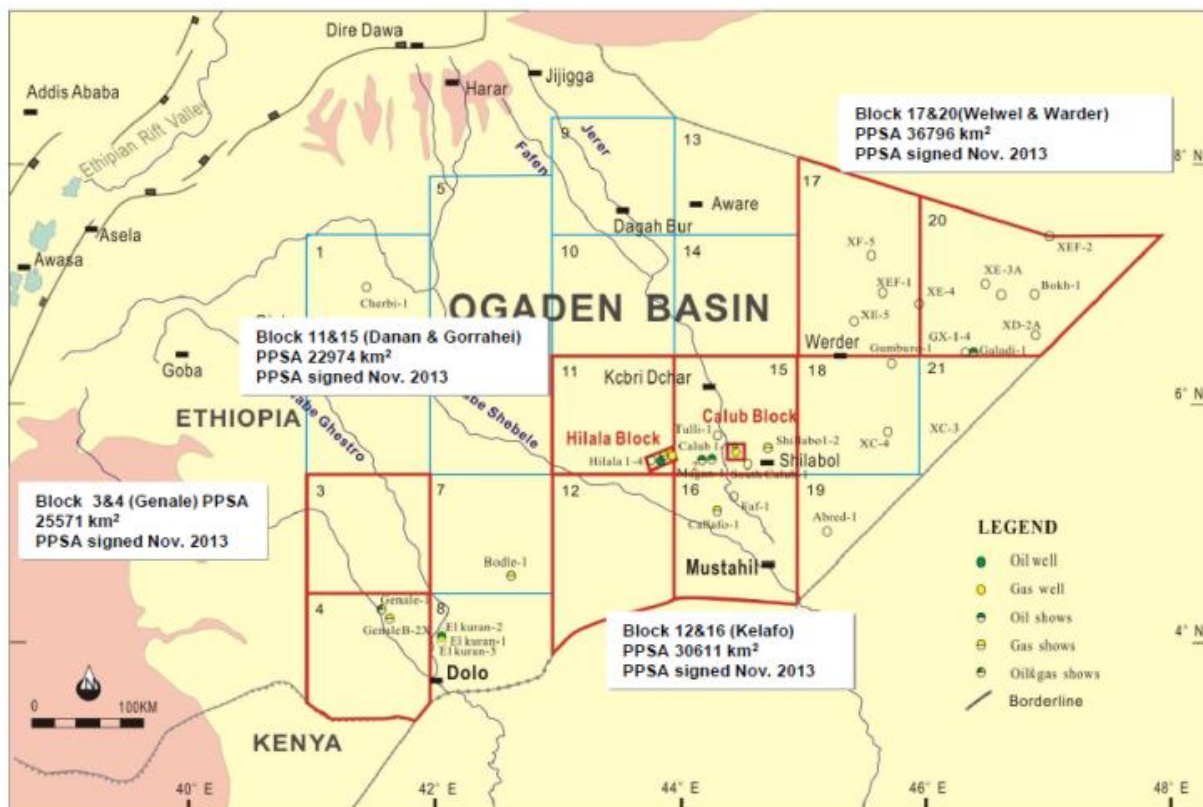 Dire Dawa
Addis Ababa
Harar
Jijigga
Ethipian Rift Valley
Jerer
Fafen
9
13
Block 17&20(Welwel & Warder)
PPSA 36796 km²
PPSA signed Nov. 2013
8° N
17
5
Aware
Dagah Bur
20
Asela
Awasa
1
10
14
XF-5
XEF-2
XE-3A
Cherbi-1
XEF-1
XE-4
Bokh-1
OGADEN BASIN
XE-5
XD-2A
Block 11&15 (Danan & Gorrahei)
PPSA 22974 km²
PPSA signed Nov. 2013
Werder
GX-1-4
Galadi-1
Gumburo-1
Goba
11
15
18
21
Kcbri Dchar
6° N
ETHIOPIA
Shebele
Ghostro
Calub Block
Hilala Block
Tulli-1
Calub 1
Shillabo1-2
XC-4
XC-3
Hilala 1-4
Shilabol
3
7
12
16
19
Block 3&4 (Genale) PPSA
25571 km²
PPSA signed Nov. 2013
Faf-1
Callafo-1
Abred-1
LEGEND
Oil well
Gas well
Oil shows
Gas shows
Oil&gas shows
Borderline
Bodle-1
Mustahil
4
Genale-1
GenaleB-2X
8
El kuran-2
El kuran-1
El kuran-3
Block 12&16 (Kelafo)
PPSA 30611 km²
PPSA signed Nov. 2013
4° N
Dolo
N
0 100KM
KENYA
40° E
42° E
44° E
46° E
48° E